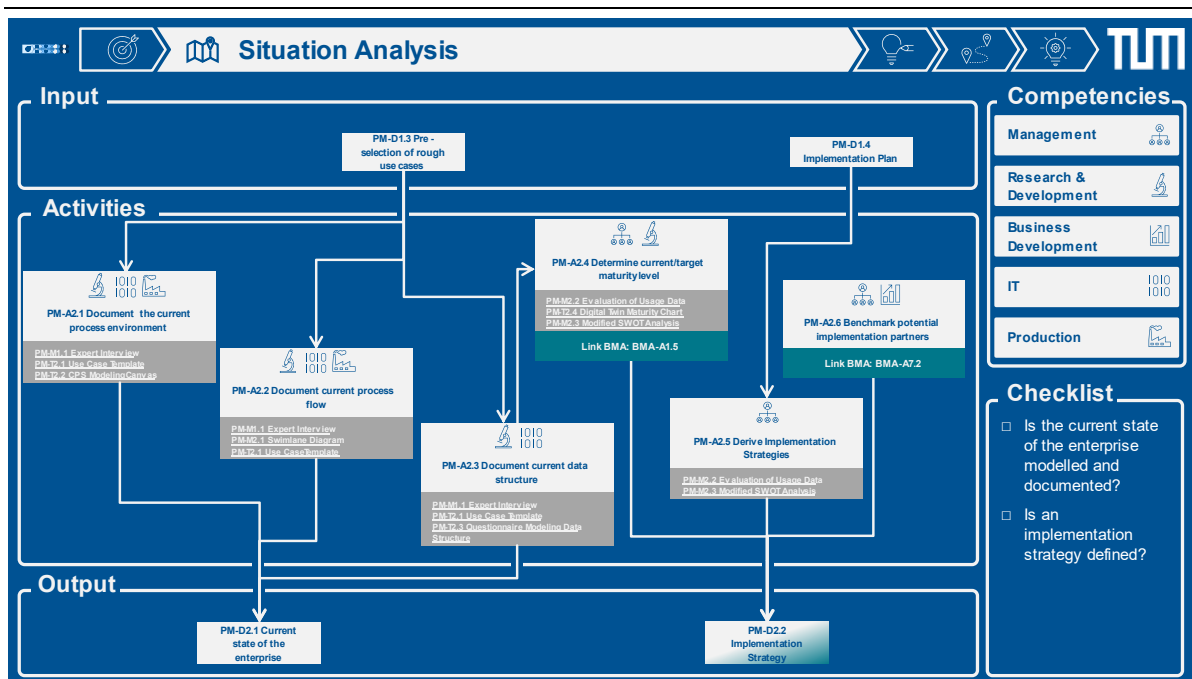 Situation Analysis
TUM
Input
PM-D1.3 Pre -
selection of rough
use cases
PM-D1.4
Implementation Plan
Activities
1010
1010
PM-A2.1 Document the current
process environment
PM-M1.1 Expert Interview
PM-T2.1 Use Case Template
PM-T2.2 CPS ModelingCanvas
1010
1010
PM-A2.2 Document current process
flow
PM-M1.1 Expert Interview
PM-M2.1 Swimlane Diagram
PM-T2.1 Use CaseTemplate
1010
1010
PM-A2.3 Document current data
structure
PM-M1.1 Expert Interview
PM-T2.1 Use Case Template
PM-T2.3 Questionnaire Modeling Data
Structure
PM-A2.4 Determine current/target
maturity level
PM-M2.2 Evaluation of Usage Data
PM-T2.4 Digital Twin Maturity Chart
PM-M2.3 Modified SWOT Analysis
Link BMA: BMA-A1.5
PM-A2.5 Derive Implementation
Strategies
PM-M2.2 Evaluation of Usage Data
PM-M2.3 Modified SWOT Analysis
PM-A2.6 Benchmark potential
implementation partners
Link BMA: BMA-A7.2
Output
PM-D2.1 Current
state of the
enterprise
PM-D2.2
Implementation
Strategy
Competencies
Management
Research &
Development
Business
Development
IT
1010
1010
Production
Checklist
□ Is the current state
of the enterprise
modelled and
documented?
□ Is an
implementation
strategy defined?